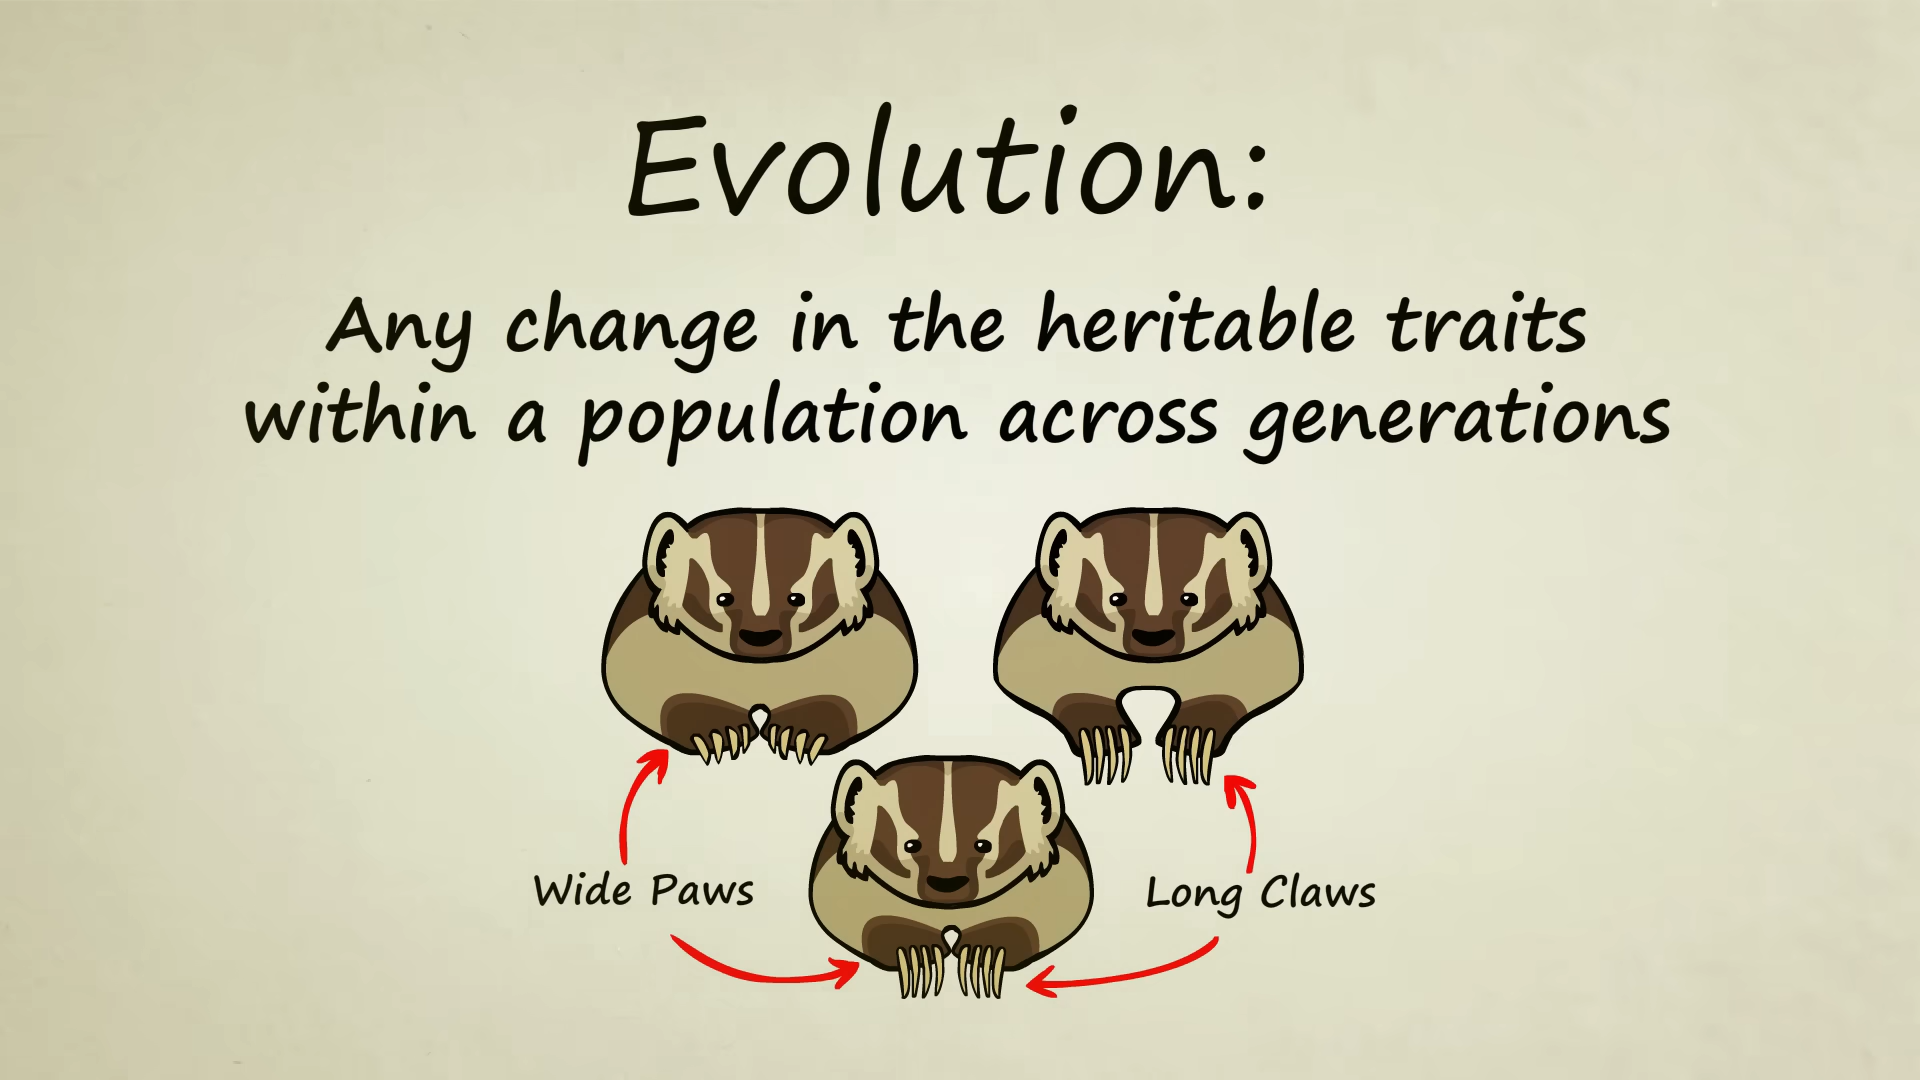 Evolution:
Any change in the heritable traits
within a population across generations
Wide Paws
Long Claws